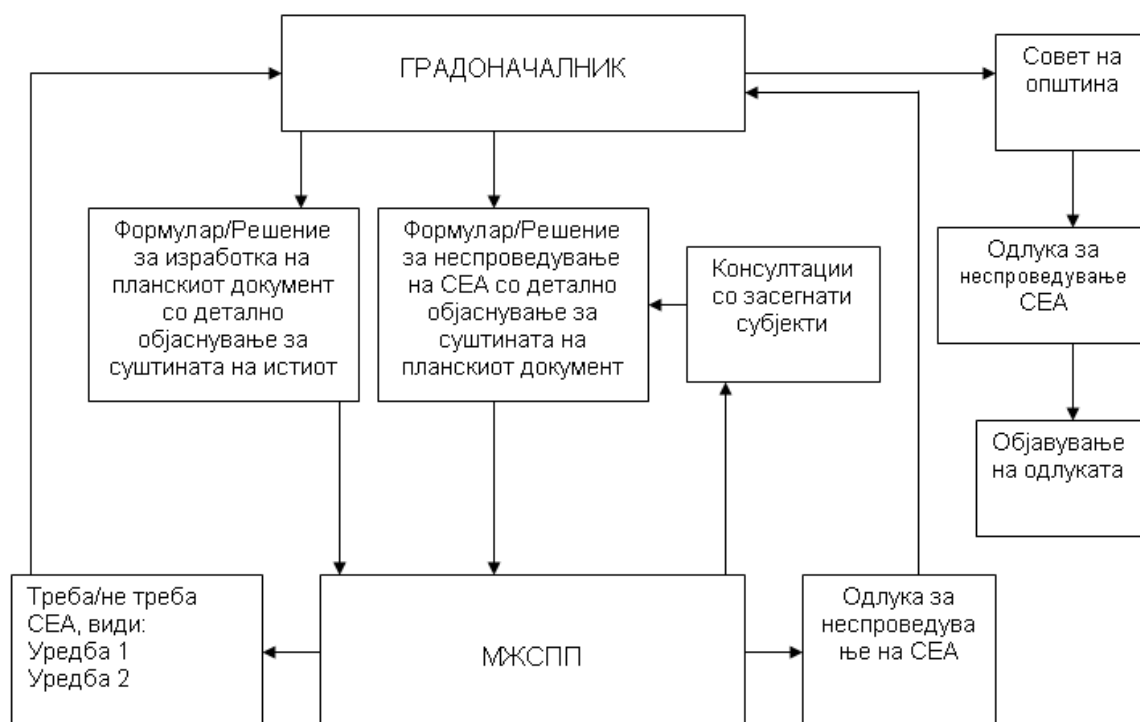 ГРАДОНАЧАЛНИК
Совет на
општина
Формулар/Решение
за изработка на
планскиот документ
со детално
објаснување за
суштината на истиот
Формулар/Решение
за неспроведување
на СЕА со детално
објаснување за
суштината на
планскиот документ
Консултации
со засегнати
субјекти
Одлука за
неспроведување
СЕА
Објавување
на одлуката
Треба/не треба
СЕА, види:
Уредба 1
Уредба 2
МЖСПП
Одлука за
неспроведува
ње на СЕА